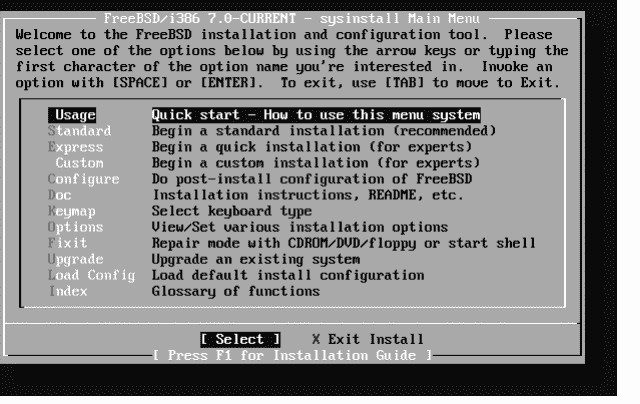 FreeBSD/i386 7.0-CURRENT - sysinstall Main Menu
Welcome to the FreeBSD installation and configuration tool.  Please
select one of the options below by using the arrow keys or typing the
first character of the option name you're interested in.  Invoke an
option with [SPACE] or [ENTER].  To exit, use [TAB] to move to Exit.
Usage Quick start - How to use this menu system
Standard Begin a standard installation (recommended)
Express Begin a quick installation (for experts)
Custom Begin a custom installation (for experts)
Configure Do post-install configuration of FreeBSD
Doc Installation instructions, README, etc.
Keymap Select keyboard type
Options View/Set various installation options
Fixit Repair mode with CDROM/DVD/floppy or start shell
Upgrade Upgrade an existing system
Load Config Load default install configuration
Index Glossary of functions
[ Select ] X Exit Install
[ Press F1 for Installation Guide ]